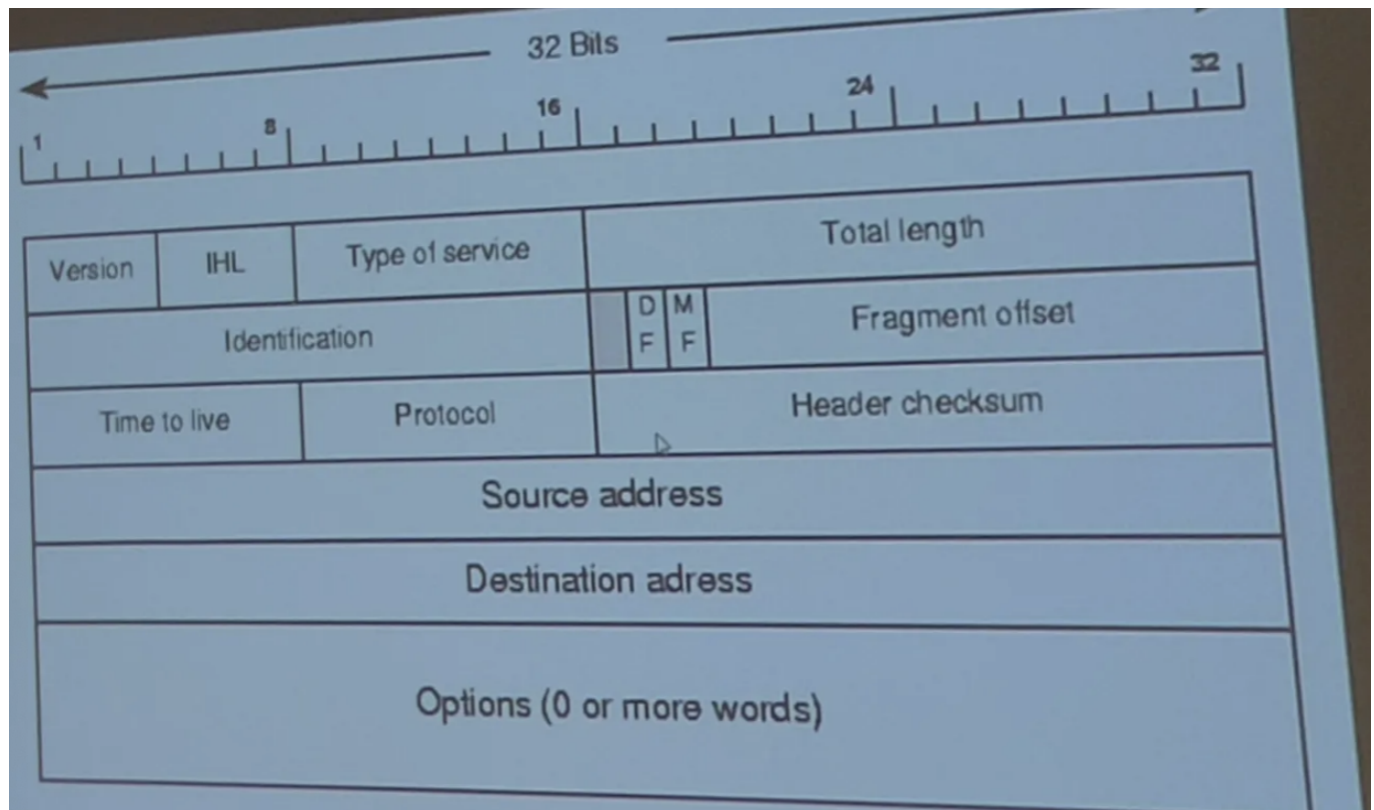 32 Bits
1 8 16 24 32
Version IHL Type of service Total length
Identification D F M F Fragment offset
Time to live Protocol Header checksum
Source address
Destination adress
Options (0 or more words)